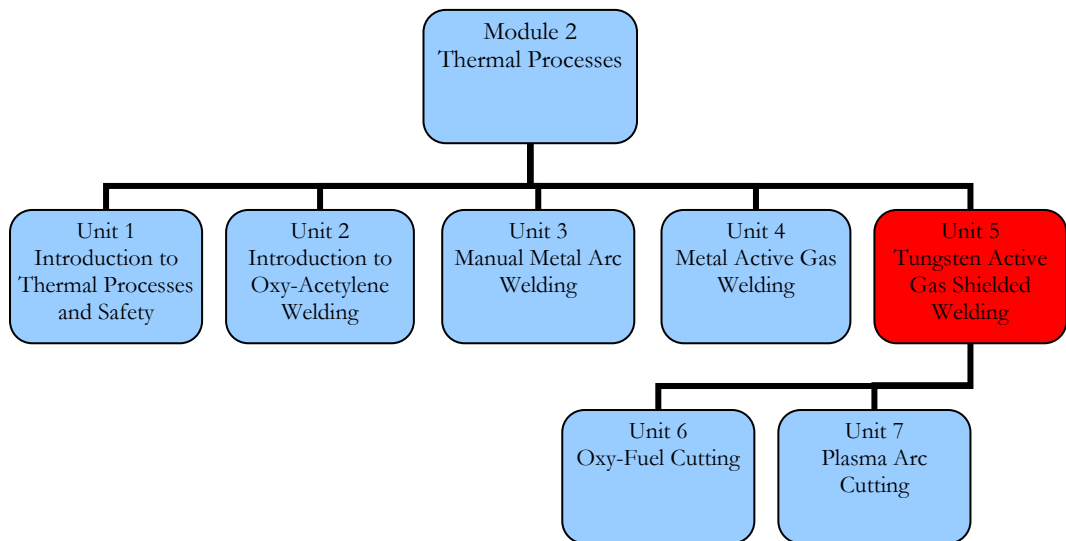 Module 2
Thermal Processes
Unit 1
Introduction to
Thermal Processes
and Safety
Unit 2
Introduction to
Oxy-Acetylene
Welding
Unit 3
Manual Metal Arc
Welding
Unit 4
Metal Active Gas
Welding
Unit 5
Tungsten Active
Gas Shielded
Welding
Unit 6
Oxy-Fuel Cutting
Unit 7
Plasma Arc
Cutting